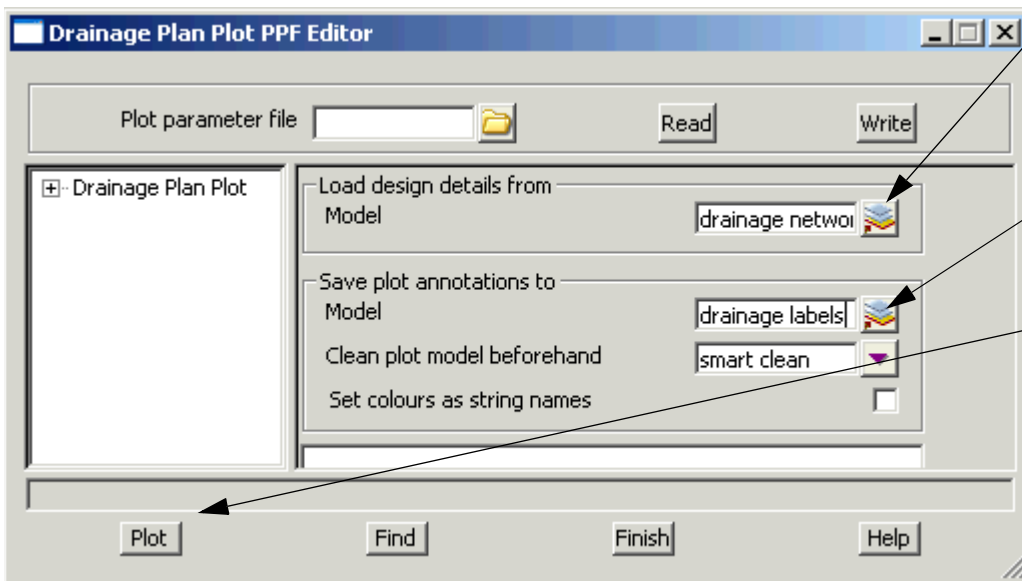 Drainage Plan Plot PPF Editor
Plot parameter file Read Write
Drainage Plan Plot
Load design details from
Model drainage networ
Save plot annotations to
Model drainage labels
Clean plot model beforehand smart clean
Set colours as string names
Plot Find Finish Help